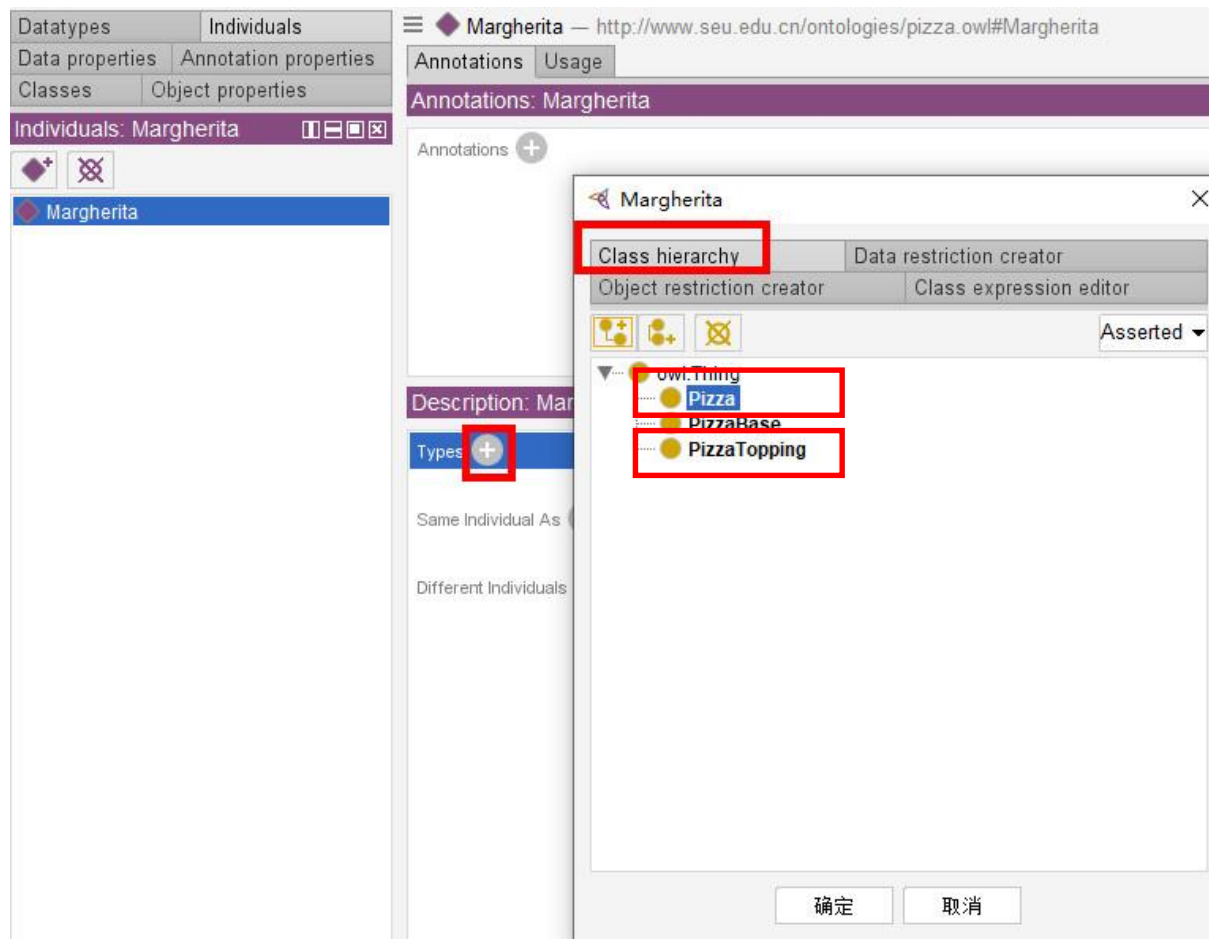 Datatypes Individuals
Data properties Annotation properties
Classes Object properties
Individuals: Margherita
Margherita
Margherita — http://www.seu.edu.cn/ontologies/pizza.owl#Margherita
Annotations Usage
Annotations: Margherita
Annotations
Description: Mar
Types
Same Individual As
Different Individuals
Margherita
Class hierarchy Data restriction creator
Object restriction creator Class expression editor
Asserted
owl:Thing
Pizza
PizzaBase
PizzaTopping
确定 取消